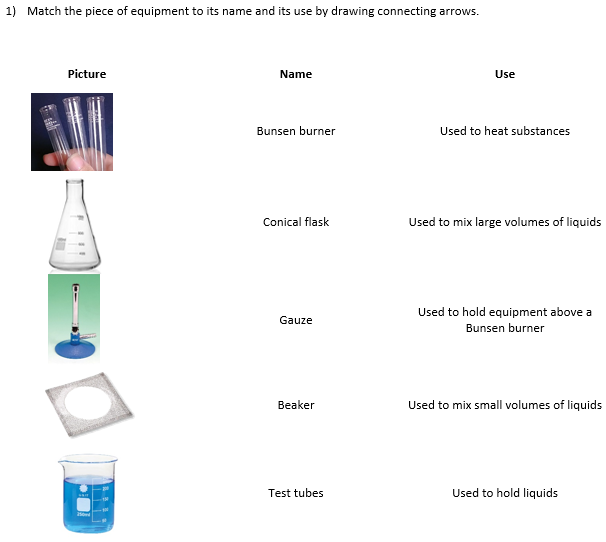 1) Match the piece of equipment to its name and its use by drawing connecting arrows.
Picture Name Use
Bunsen burner Used to heat substances
Conical flask Used to mix large volumes of liquids
Gauze Used to hold equipment above a
Bunsen burner
Beaker Used to mix small volumes of liquids
250ml
Test tubes Used to hold liquids